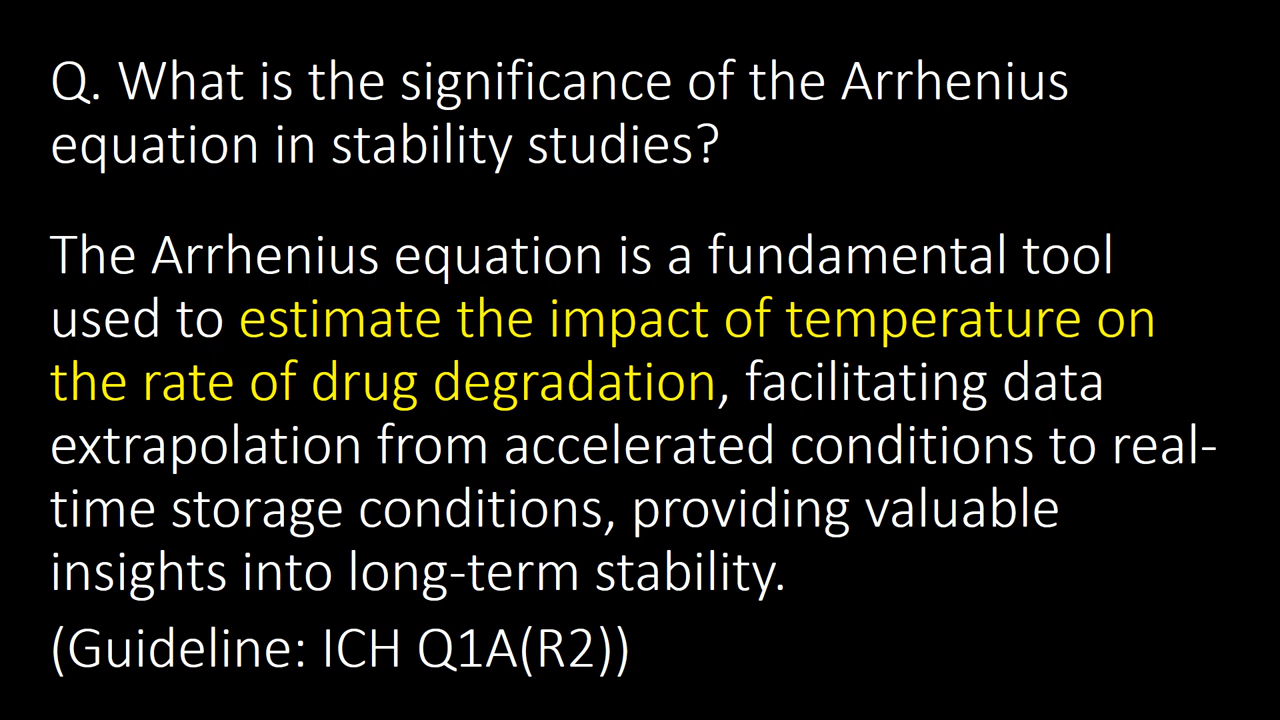 Q. What is the significance of the Arrhenius
equation in stability studies?
The Arrhenius equation is a fundamental tool
used to estimate the impact of temperature on
the rate of drug degradation, facilitating data
extrapolation from accelerated conditions to real-
time storage conditions, providing valuable
insights into long-term stability.
(Guideline: ICH Q1A(R2))